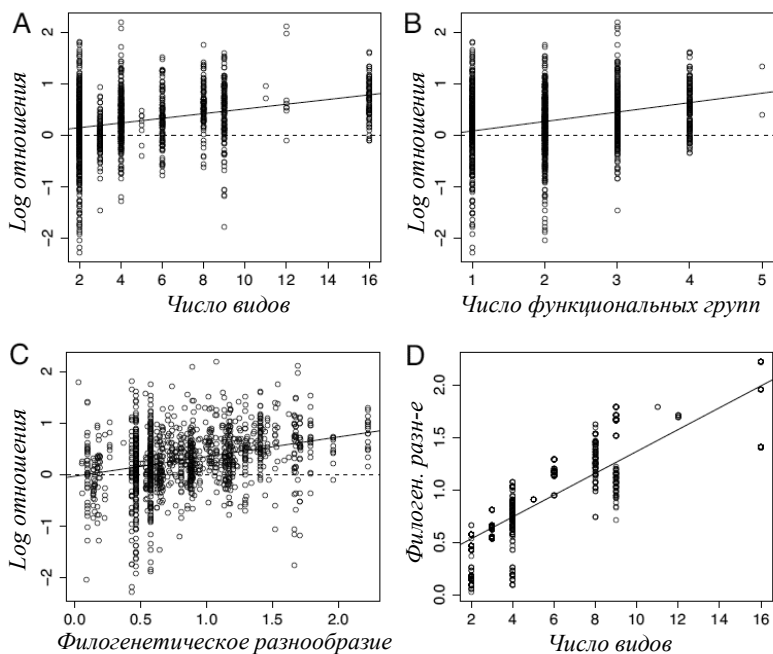 A
Log отношения
2
1
0
-1
-2
2 4 6 8 10 12 14 16
Число видов
B
Log отношения
2
1
0
-1
-2
1 2 3 4 5
Число функциональных групп
C
Log отношения
2
1
0
-1
-2
0.0 0.5 1.0 1.5 2.0
Филогенетическое разнообразие
D
Филоген. разн-е
2.0
1.5
1.0
0.5
0.0
2 4 6 8 10 12 14 16
Число видов